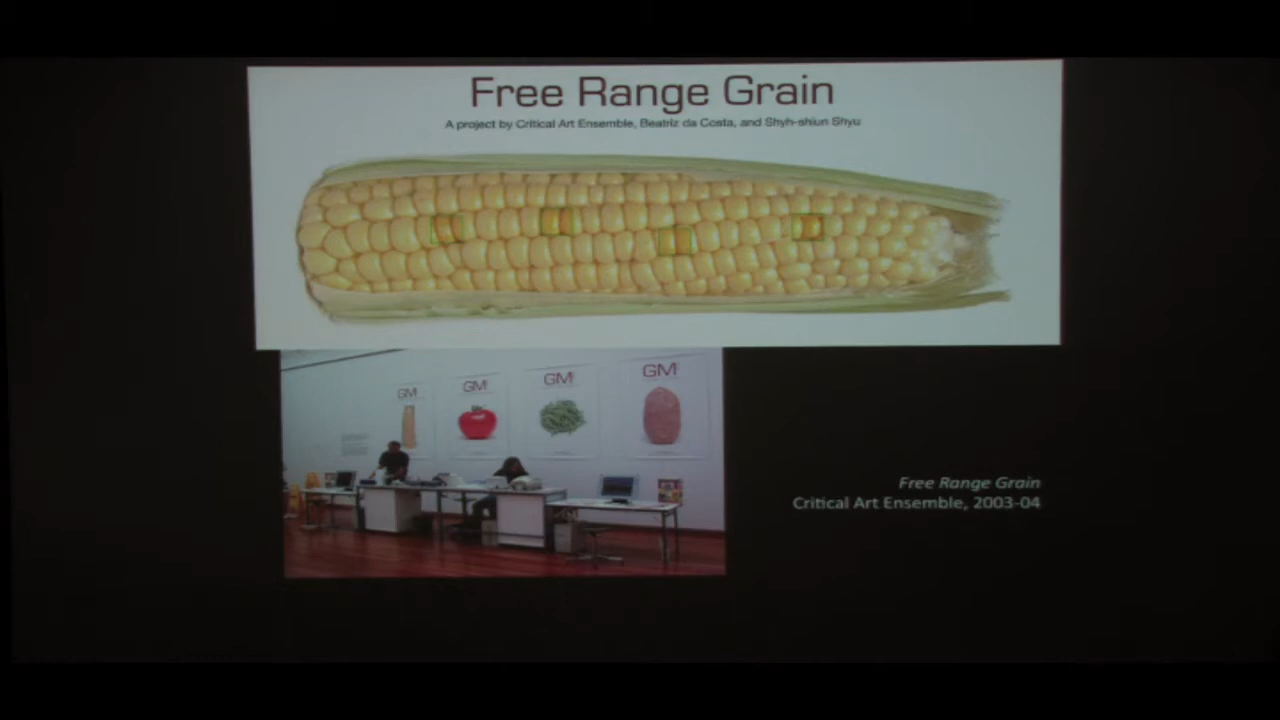 Free Range Grain
A project by Critical Art Ensemble, Beatriz da Costa, and Shyh-shiun Shyu
GM
GM
GM
GM
Free Range Grain
Critical Art Ensemble, 2003-04